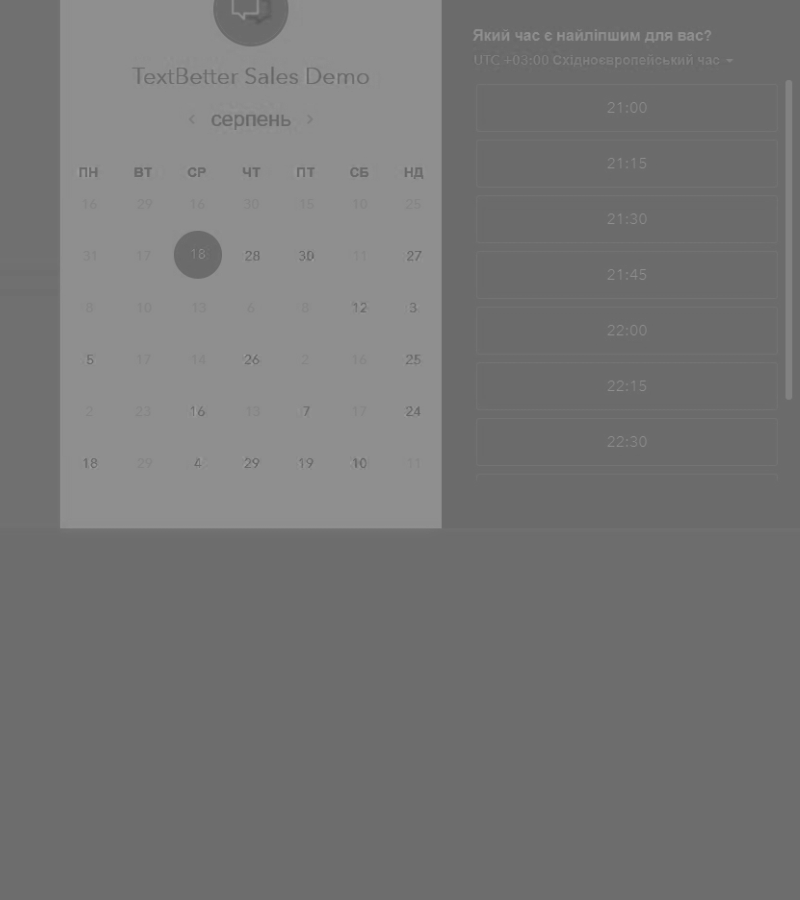 TextBetter Sales Demo
‹ серпень ›
ПН ВТ СР ЧТ ПТ СБ НД
16 29 16 30 15 10 25
31 17 18 28 30 11 27
8 10 13 6 8 12 3
5 17 14 26 2 16 25
2 23 16 13 7 17 24
18 29 4 29 19 10 11
Який час є найліпшим для вас?
UTC +03:00 Східноєвропейський час
21:00
21:15
21:30
21:45
22:00
22:15
22:30